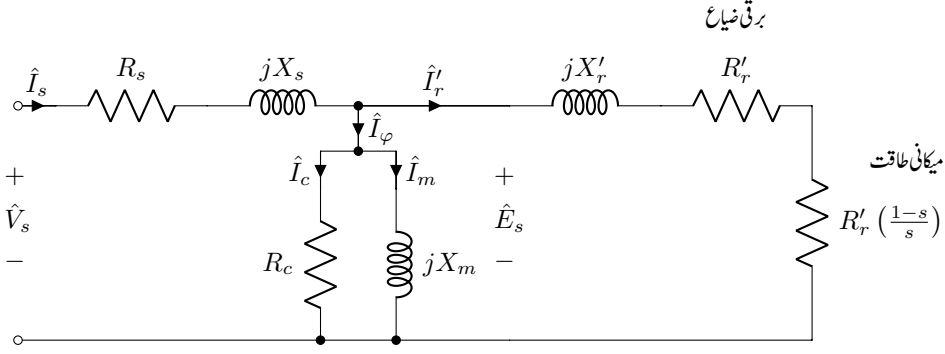 برقی ضیاع
R_s
jX_s
jX'_r
R'_r
Î_s
Î'_r
Î_φ
میکانی طاقت
Î_c
Î_m
+
V̂_s
−
+
Ê_s
−
R_c
jX_m
R'_r ((1−s)/s)